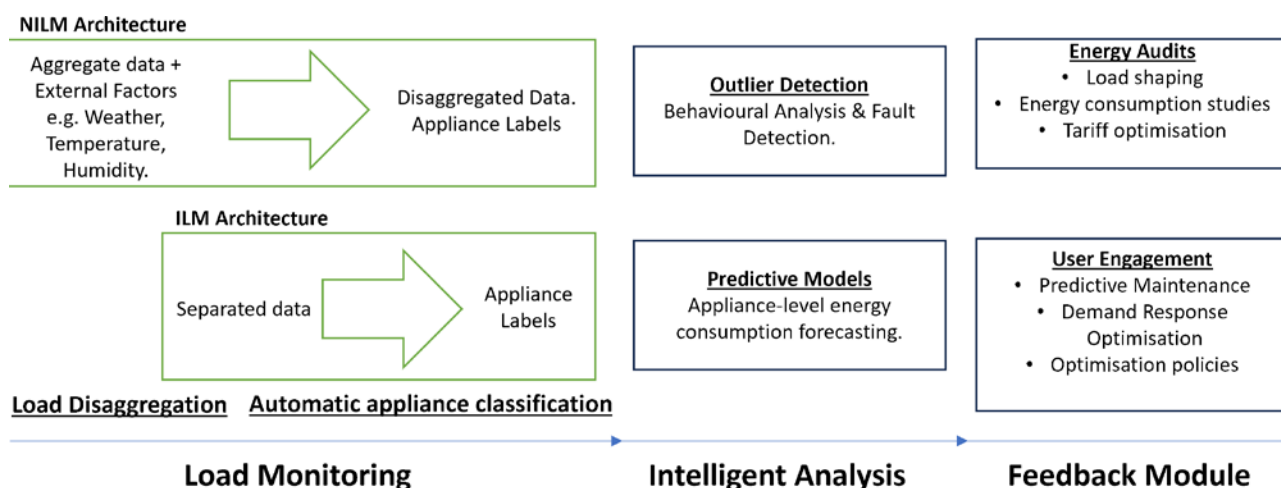 NILM Architecture
Aggregate data +
External Factors
e.g. Weather,
Temperature,
Humidity.
Disaggregated Data.
Appliance Labels
ILM Architecture
Separated data
Appliance
Labels
Load Disaggregation
Automatic appliance classification
Outlier Detection
Behavioural Analysis & Fault
Detection.
Predictive Models
Appliance-level energy
consumption forecasting.
Energy Audits
• Load shaping
• Energy consumption studies
• Tariff optimisation
User Engagement
• Predictive Maintenance
• Demand Response
Optimisation
• Optimisation policies
Load Monitoring
Intelligent Analysis
Feedback Module